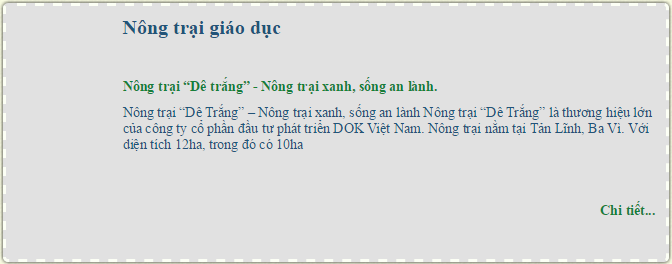 Nông trại giáo dục
Nông trại “Dê trắng” - Nông trại xanh, sống an lành.
Nông trại “Dê Trắng” – Nông trại xanh, sống an lành Nông trại “Dê Trắng” là thương hiệu lớn
của công ty cổ phần đầu tư phát triển DOK Việt Nam. Nông trại nằm tại Tản Lĩnh, Ba Vì. Với
diện tích 12ha, trong đó có 10ha
Chi tiết...